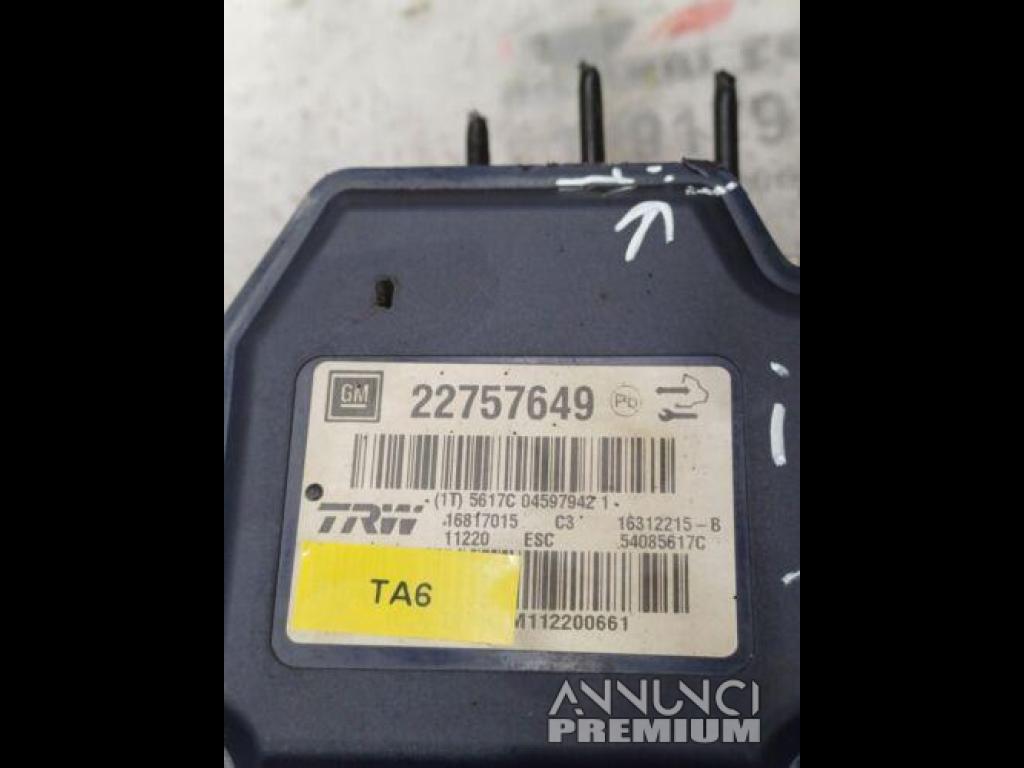 GM 22757649 Pb
(1T) 5617C 04597942 1
TRW 16817015 C3 16312215-B
11220 ESC 54085617C
TA6
M112200661
ANNUNCI
PREMIUM